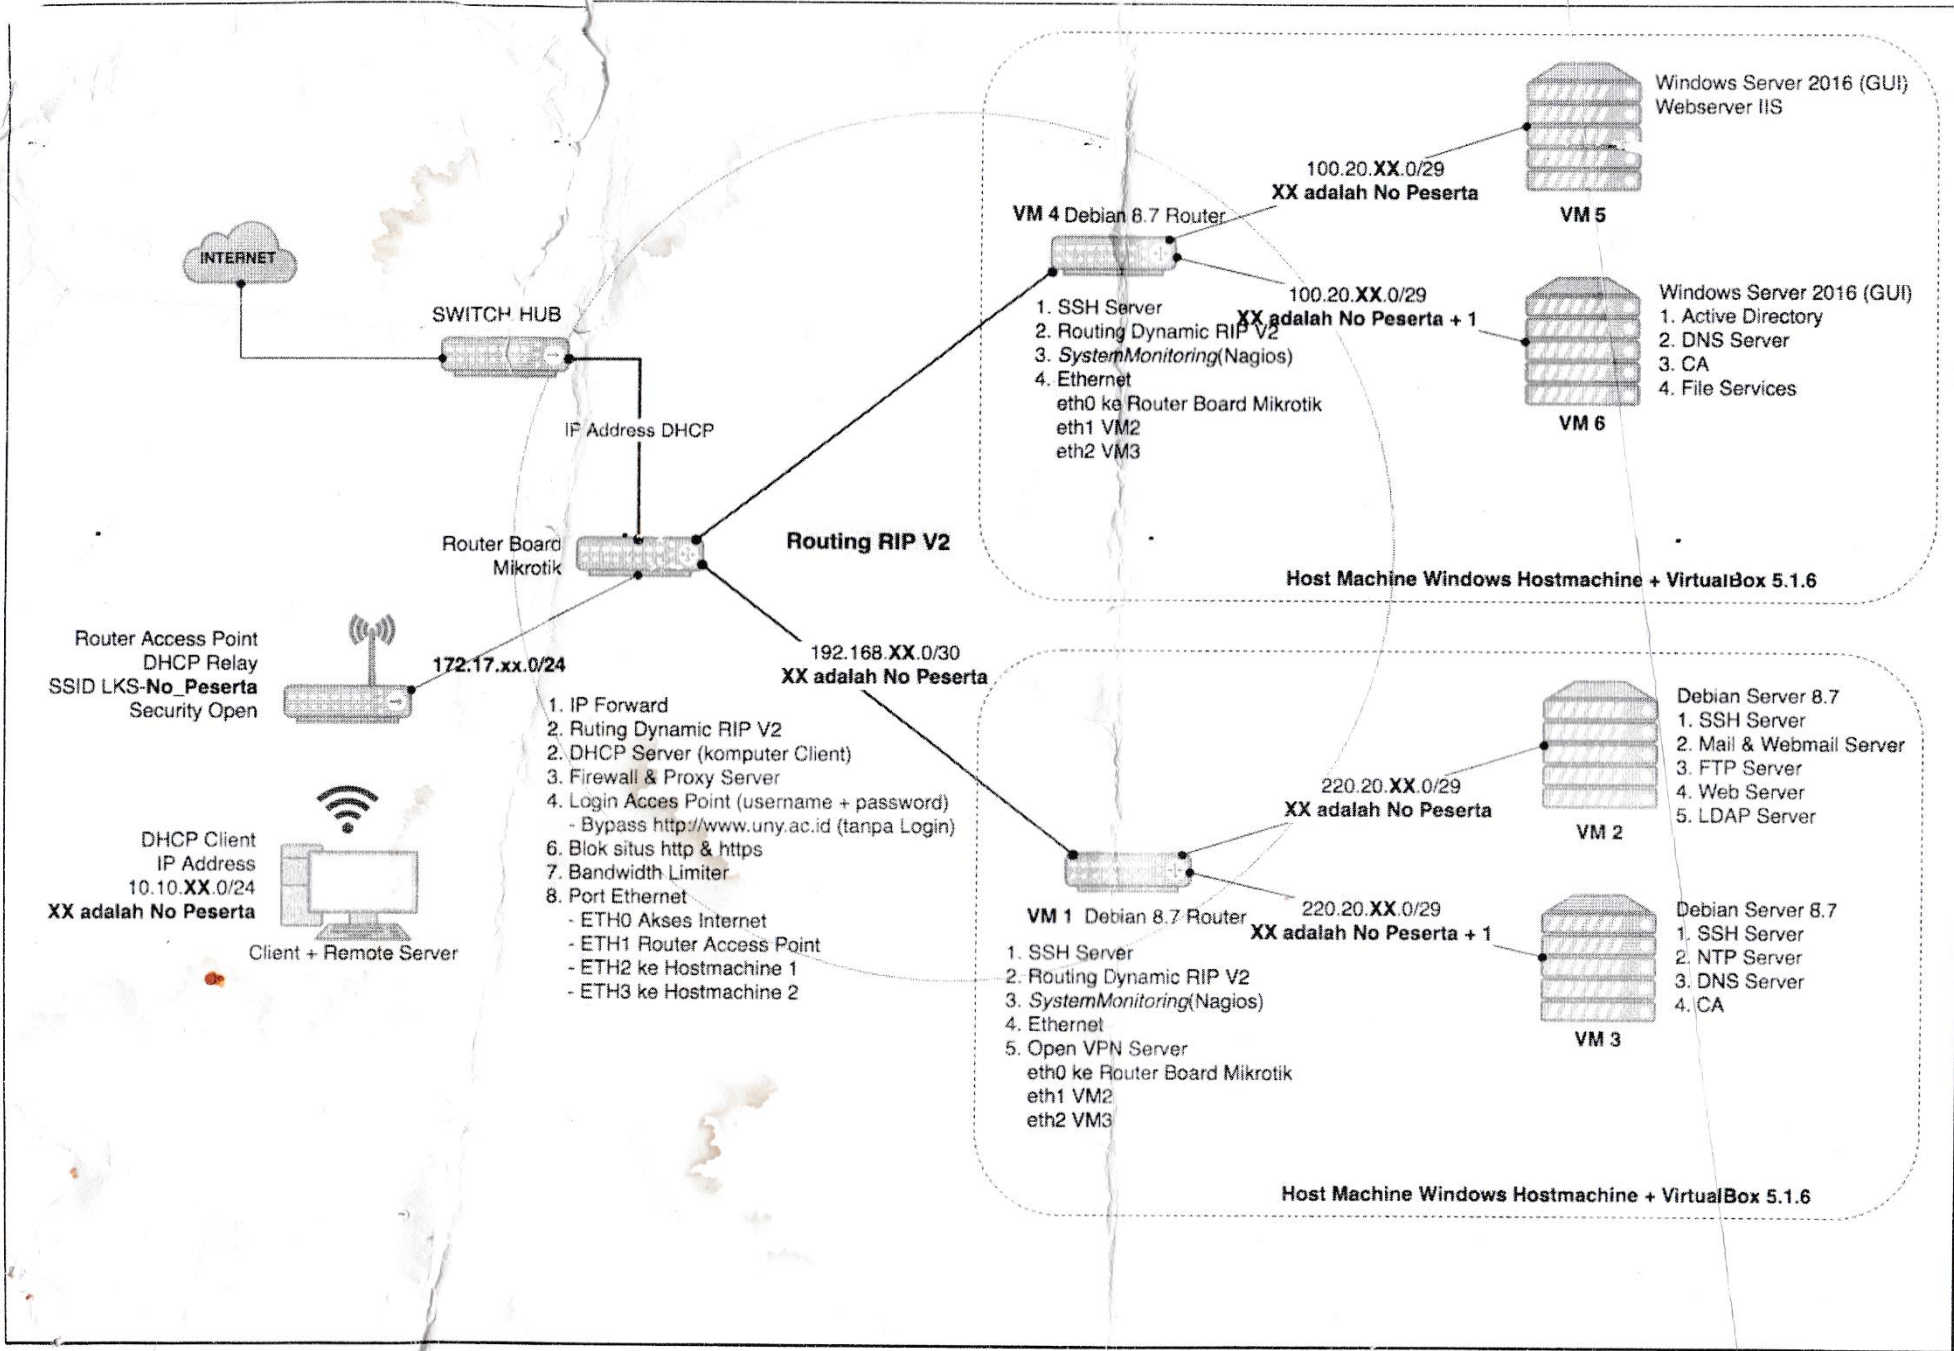 INTERNET
SWITCH HUB
IP Address DHCP
Router Board
Mikrotik
Routing RIP V2
Router Access Point
DHCP Relay
SSID LKS-No_Peserta
Security Open
172.17.xx.0/24
DHCP Client
IP Address
10.10.XX.0/24
XX adalah No Peserta
Client + Remote Server
1. IP Forward
2. Ruting Dynamic RIP V2
2. DHCP Server (komputer Client)
3. Firewall & Proxy Server
4. Login Acces Point (username + password)
- Bypass http://www.uny.ac.id (tanpa Login)
6. Blok situs http & https
7. Bandwidth Limiter
8. Port Ethernet
- ETH0 Akses Internet
- ETH1 Router Access Point
- ETH2 ke Hostmachine 1
- ETH3 ke Hostmachine 2
192.168.XX.0/30
XX adalah No Peserta
VM 4 Debian 8.7 Router
1. SSH Server
2. Routing Dynamic RIP V2
3. SystemMonitoring(Nagios)
4. Ethernet
eth0 ke Router Board Mikrotik
eth1 VM2
eth2 VM3
100.20.XX.0/29
XX adalah No Peserta
100.20.XX.0/29
XX adalah No Peserta + 1
Windows Server 2016 (GUI)
Webserver IIS
VM 5
Windows Server 2016 (GUI)
1. Active Directory
2. DNS Server
3. CA
4. File Services
VM 6
Host Machine Windows Hostmachine + VirtualBox 5.1.6
VM 1 Debian 8.7 Router
1. SSH Server
2. Routing Dynamic RIP V2
3. SystemMonitoring(Nagios)
4. Ethernet
5. Open VPN Server
eth0 ke Router Board Mikrotik
eth1 VM2
eth2 VM3
220.20.XX.0/29
XX adalah No Peserta
220.20.XX.0/29
XX adalah No Peserta + 1
Debian Server 8.7
1. SSH Server
2. Mail & Webmail Server
3. FTP Server
4. Web Server
5. LDAP Server
VM 2
Debian Server 8.7
1. SSH Server
2. NTP Server
3. DNS Server
4. CA
VM 3
Host Machine Windows Hostmachine + VirtualBox 5.1.6